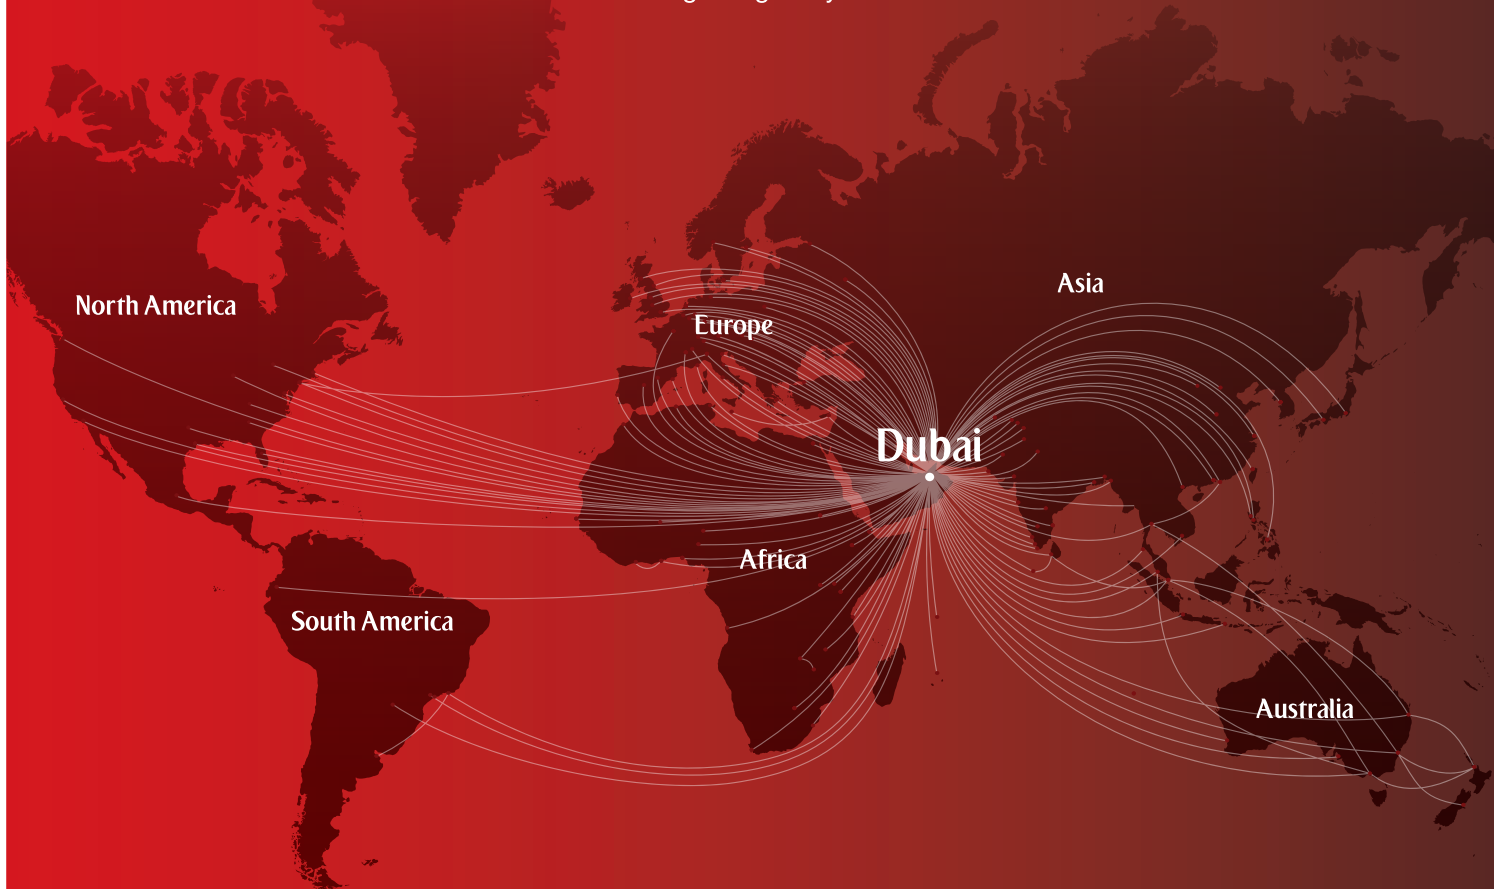 Asia
North America
Europe
Dubai
Africa
South America
Australia